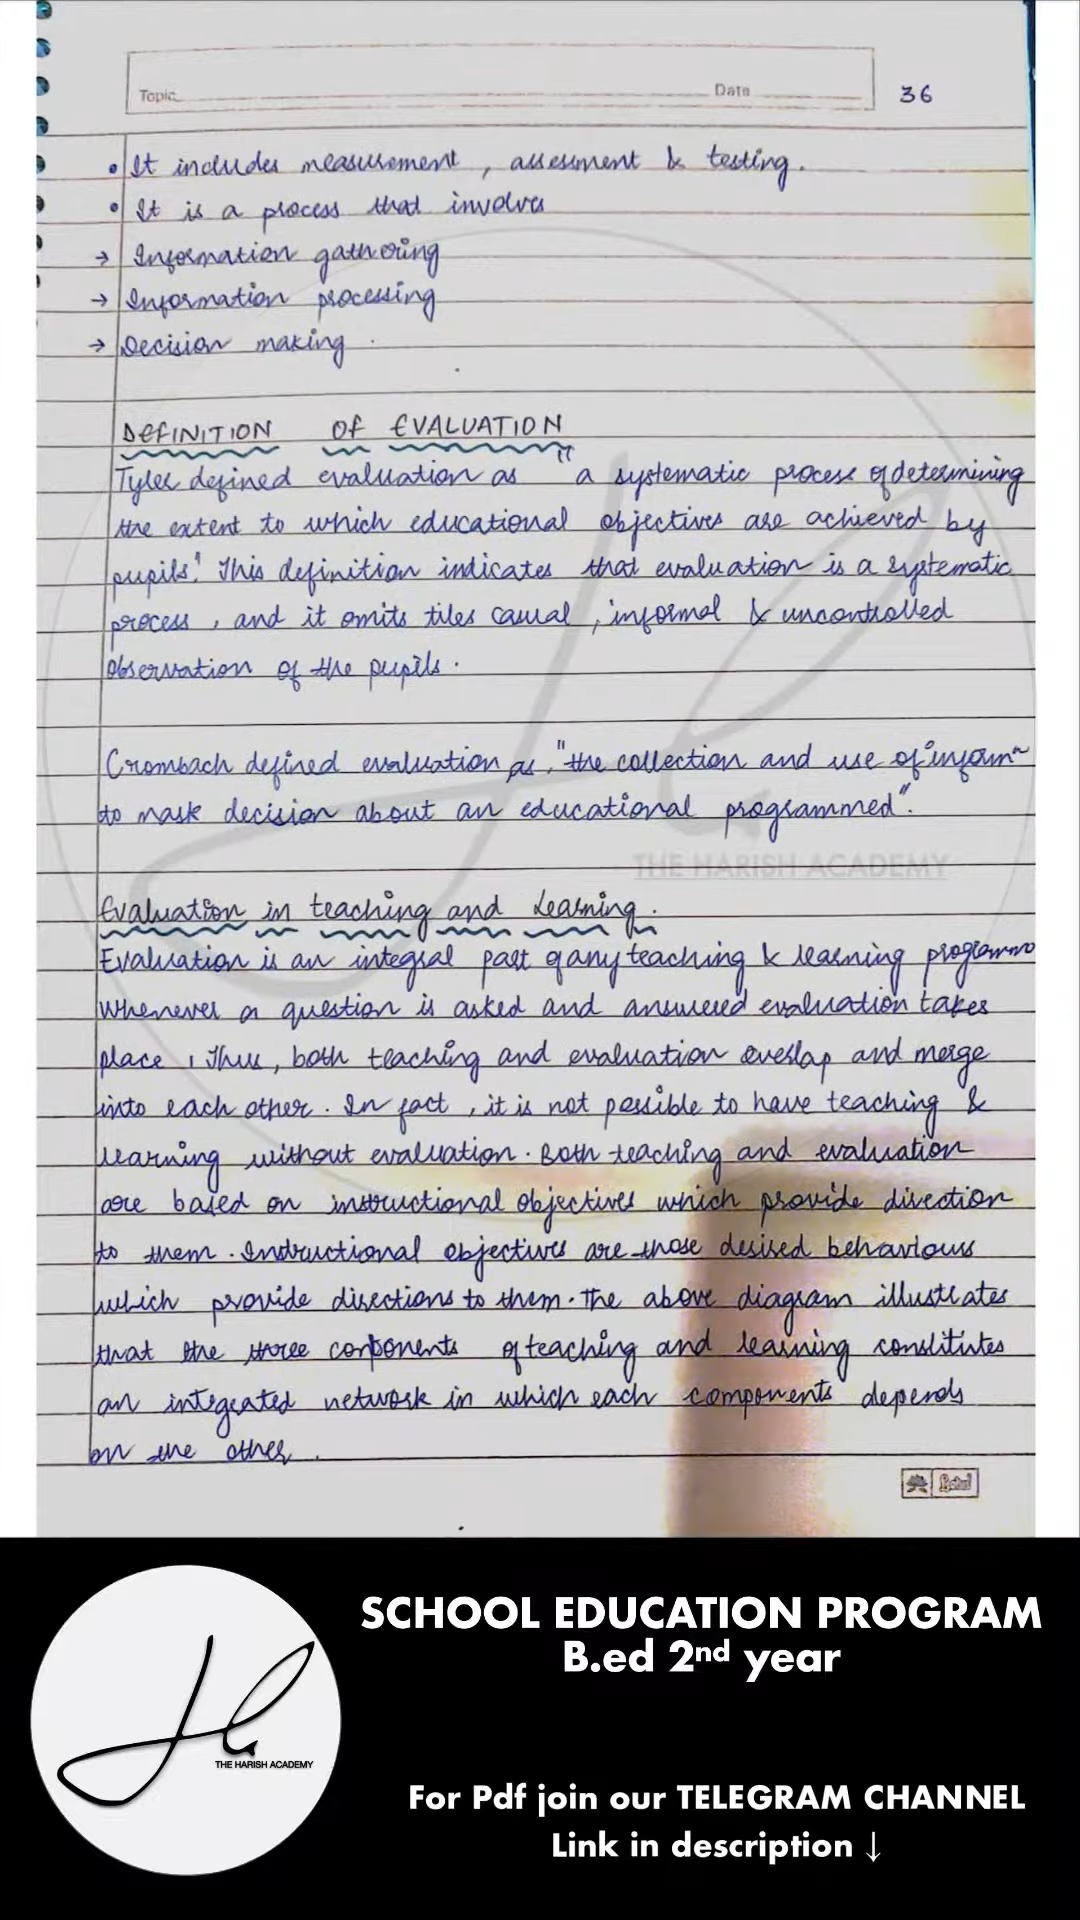 Topic Date 36
• It includes measurement, assessment & testing.
• It is a process that involves
→ Information gathering
→ Information processing
→ Decision making.
DEFINITION OF EVALUATION
Tyler defined evaluation as "a systematic process of determining
the extent to which educational objectives are achieved by
pupils." This definition indicates that evaluation is a systematic
process, and it omits tiles casual, informal & uncontrolled
observation of the pupils.
Crombach defined evaluation as, "the collection and use of inform^n
to mask decision about an educational programmed".
THE HARISH ACADEMY
Evaluation in teaching and Learning.
Evaluation is an integral part of any teaching & learning programme
Whenever a question is asked and answered evaluation takes
place, Thus, both teaching and evaluation overlap and merge
into each other. In fact, it is not possible to have teaching &
learning without evaluation. Both teaching and evaluation
are based on instructional objectives which provide direction
to them. Instructional objectives are those desired behaviours
which provide directions to them. The above diagram illustrates
that the three components of teaching and learning constitutes
an integrated network in which each components depends
on the other.
SCHOOL EDUCATION PROGRAM
B.ed 2nd year
THE HARISH ACADEMY
For Pdf join our TELEGRAM CHANNEL
Link in description ↓